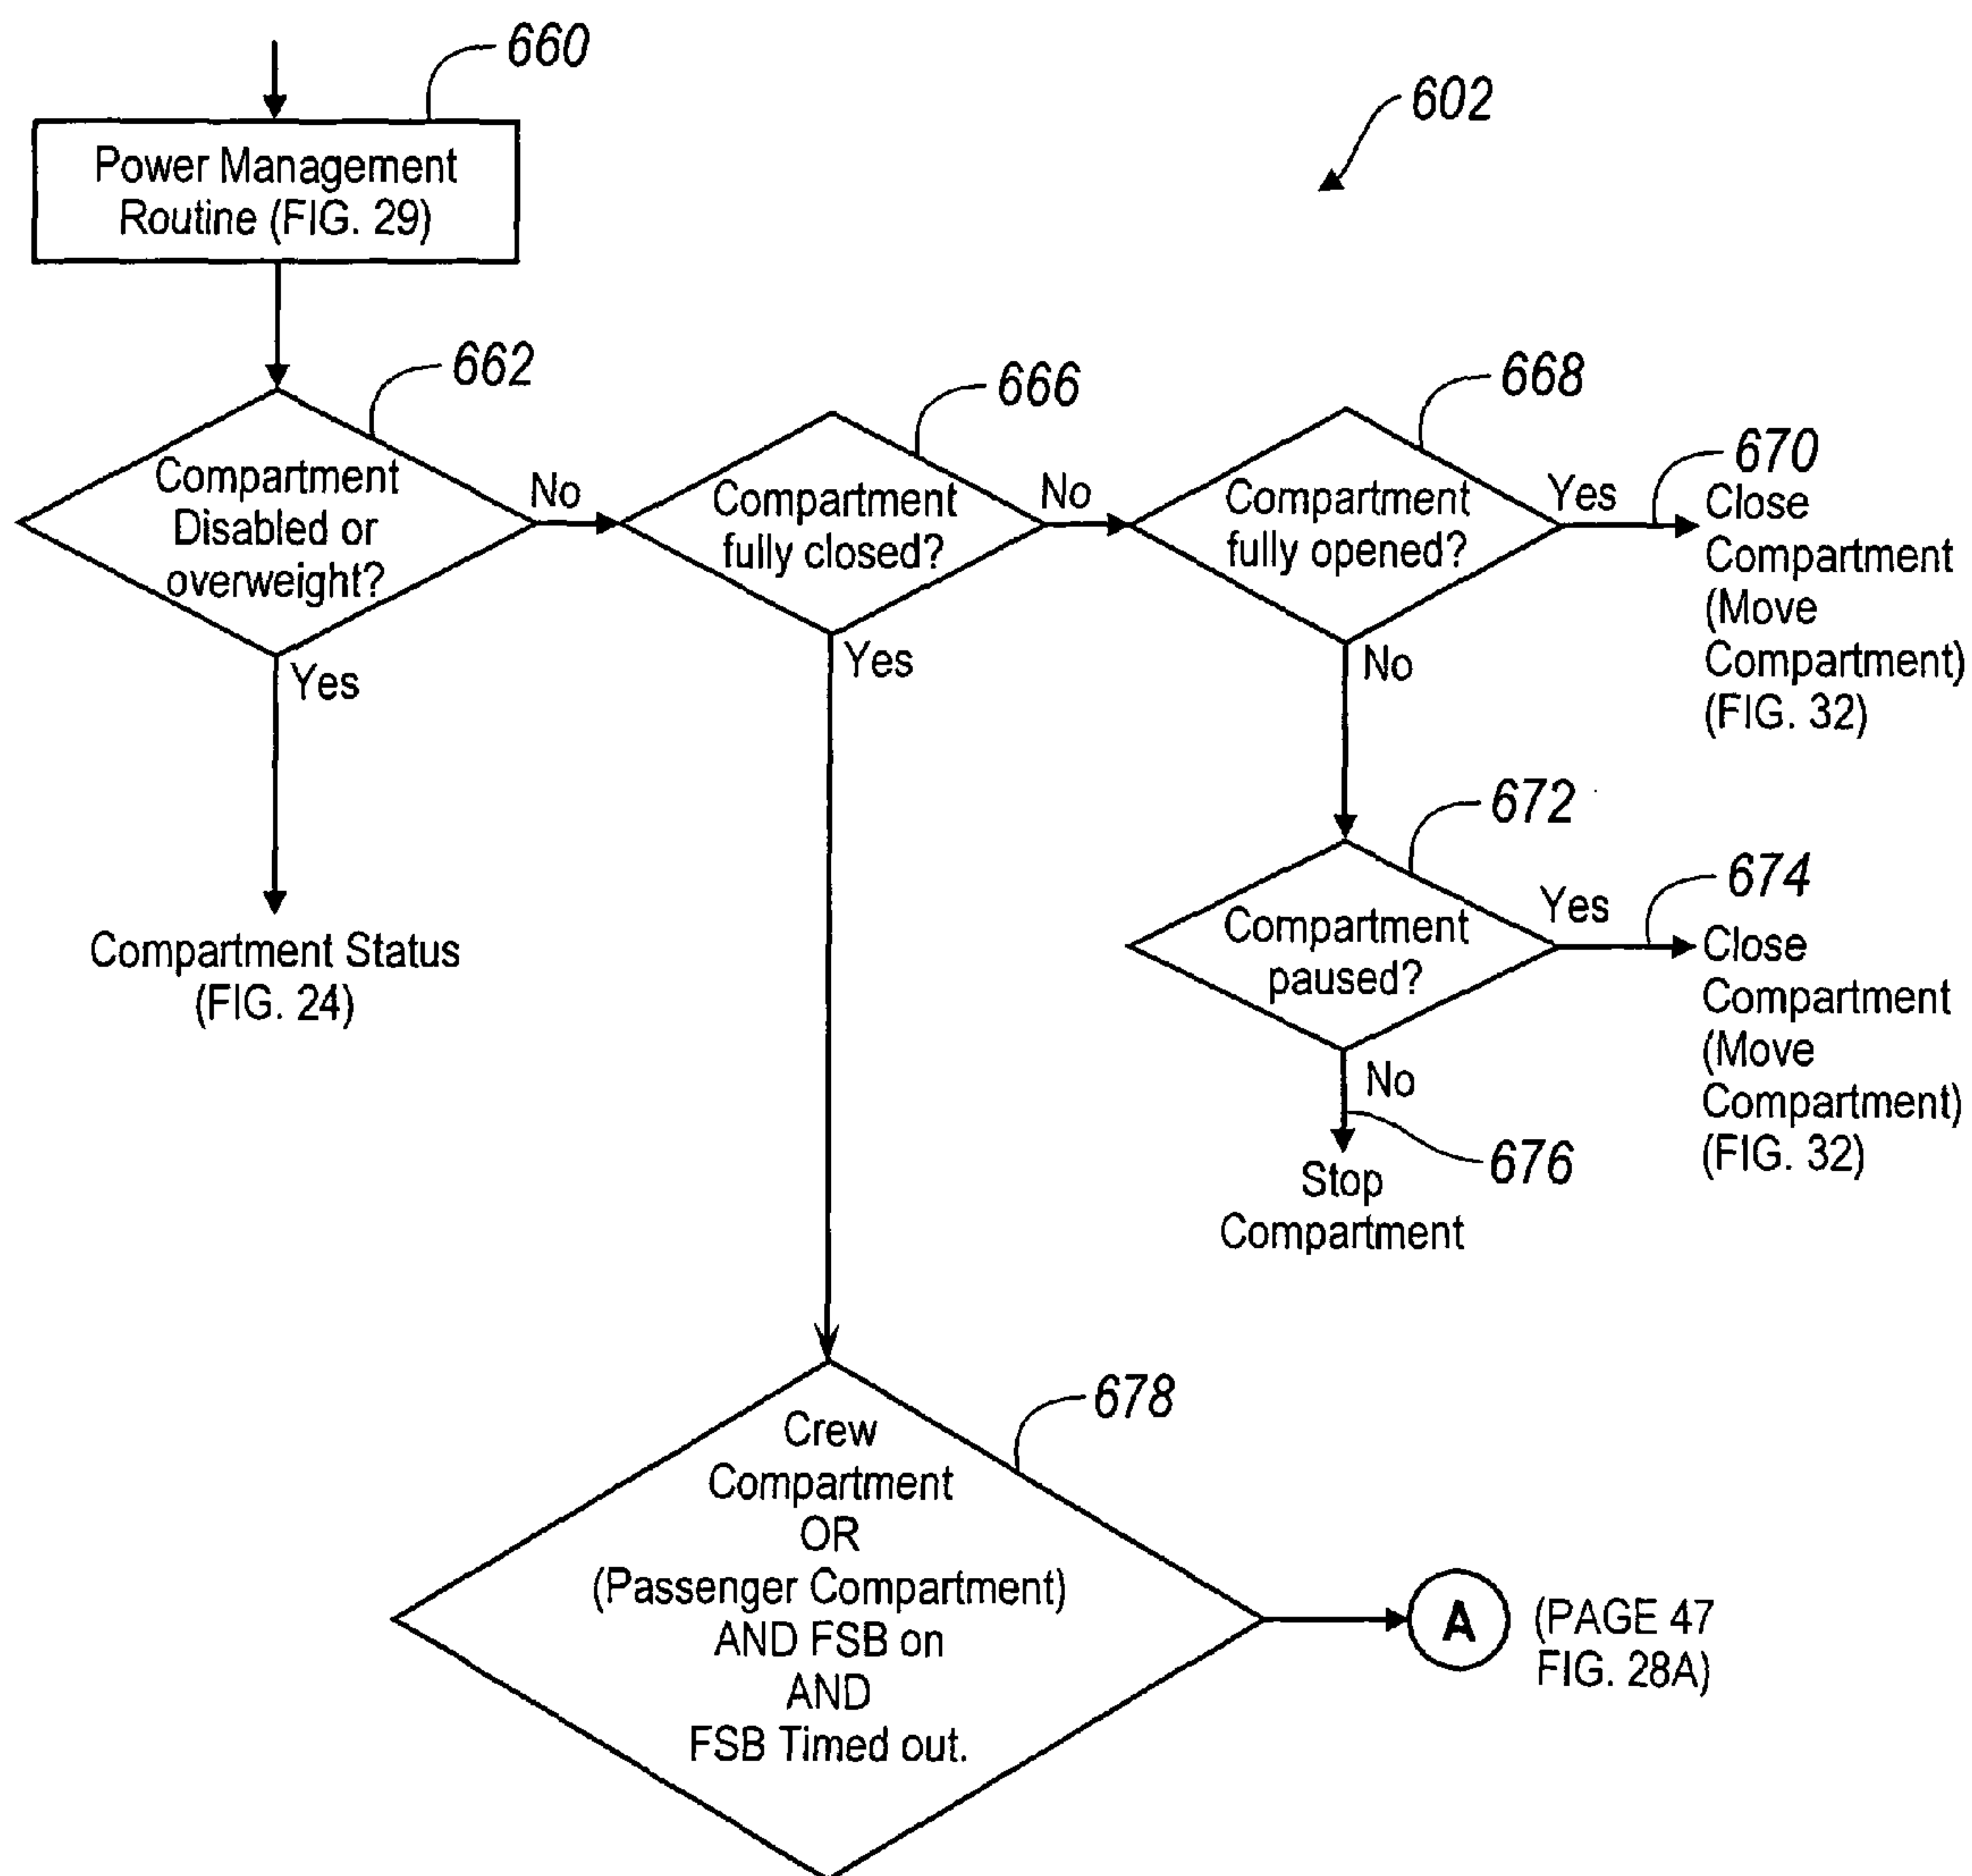 660
602
Power Management
Routine (FIG. 29)
662
Compartment
Disabled or
overweight?
No
Yes
Compartment Status
(FIG. 24)
666
Compartment
fully closed?
No
Yes
668
Compartment
fully opened?
Yes
No
670
Close
Compartment
(Move
Compartment)
(FIG. 32)
672
Compartment
paused?
Yes
No
674
Close
Compartment
(Move
Compartment)
(FIG. 32)
676
Stop
Compartment
678
Crew
Compartment
OR
(Passenger Compartment)
AND FSB on
AND
FSB Timed out.
A
(PAGE 47
FIG. 28A)